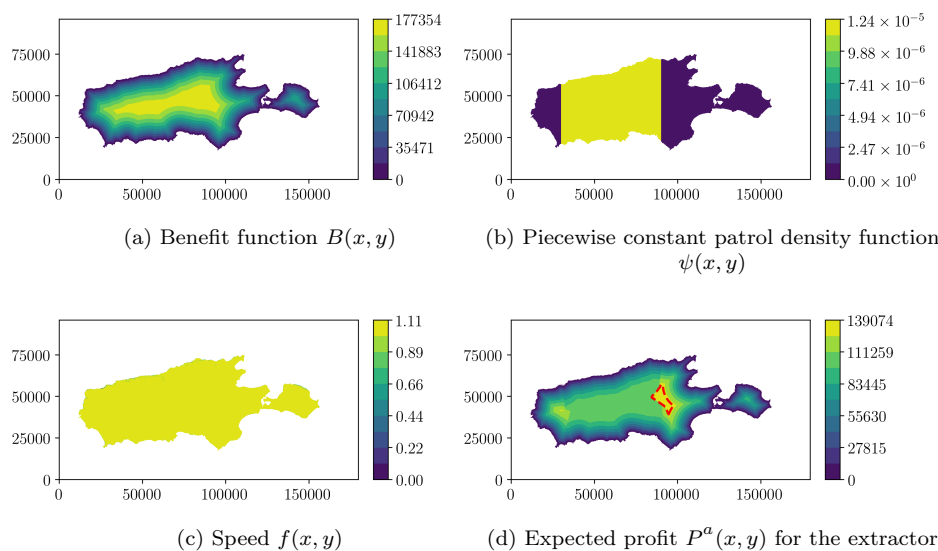 75000
50000
25000
0
0 50000 100000 150000
177354
141883
106412
70942
35471
0
(a) Benefit function B(x, y)
75000
50000
25000
0
0 50000 100000 150000
1.24 × 10⁻⁵
9.88 × 10⁻⁶
7.41 × 10⁻⁶
4.94 × 10⁻⁶
2.47 × 10⁻⁶
0.00 × 10⁰
(b) Piecewise constant patrol density function
ψ(x, y)
75000
50000
25000
0
0 50000 100000 150000
1.11
0.89
0.66
0.44
0.22
0.00
(c) Speed f(x, y)
75000
50000
25000
0
0 50000 100000 150000
139074
111259
83445
55630
27815
0
(d) Expected profit Pᵃ(x, y) for the extractor